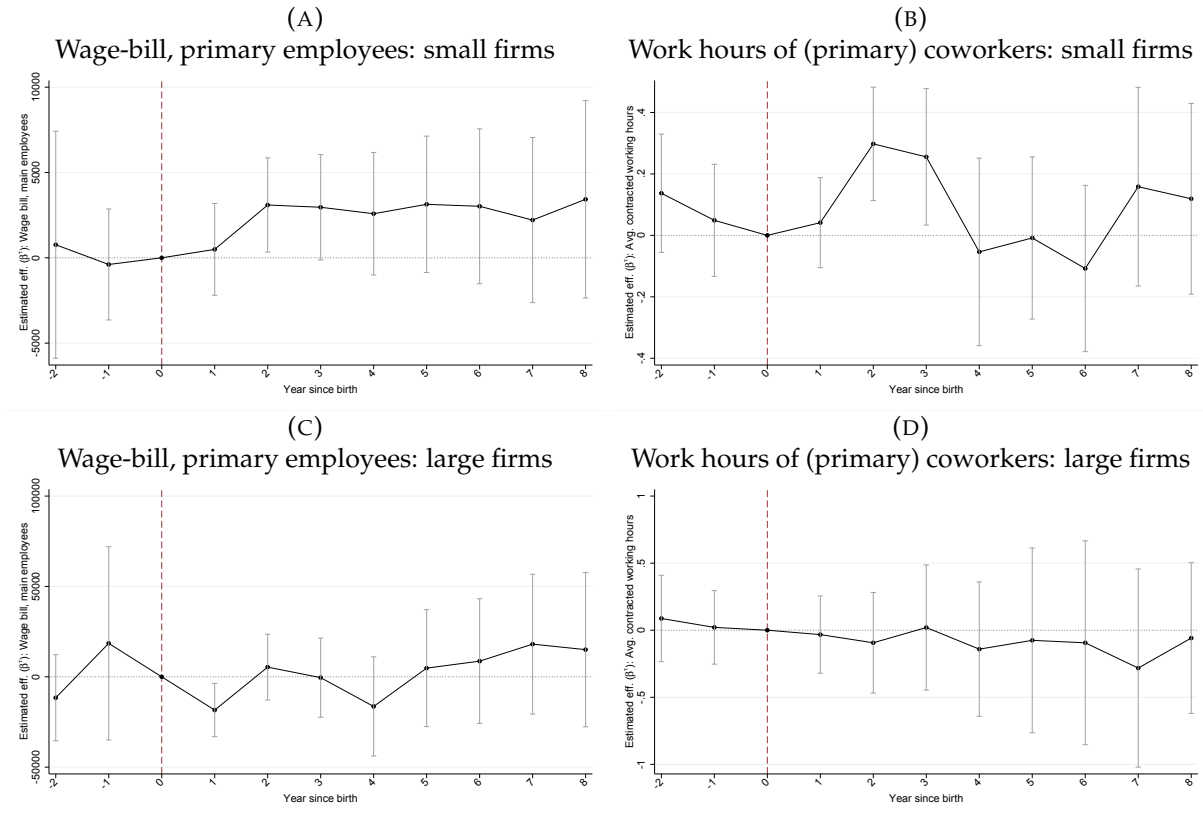 (A)
Wage-bill, primary employees: small firms
Estimated eff. (β^τ): Wage bill, main employees
10000
5000
0
-5000
-2 -1 0 1 2 3 4 5 6 7 8
Year since birth
(B)
Work hours of (primary) coworkers: small firms
Estimated eff. (β^τ): Avg. contracted working hours
.4
.2
0
-.2
-.4
-2 -1 0 1 2 3 4 5 6 7 8
Year since birth
(C)
Wage-bill, primary employees: large firms
Estimated eff. (β^τ): Wage bill, main employees
100000
50000
0
-50000
-2 -1 0 1 2 3 4 5 6 7 8
Year since birth
(D)
Work hours of (primary) coworkers: large firms
Estimated eff. (β^τ): Avg. contracted working hours
1
.5
0
-.5
-1
-2 -1 0 1 2 3 4 5 6 7 8
Year since birth